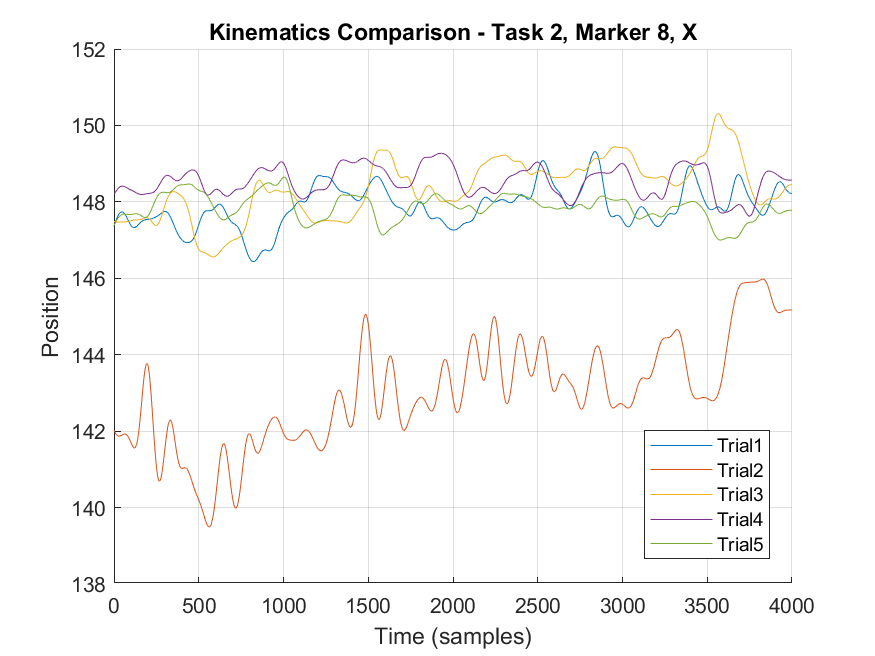 Kinematics Comparison - Task 2, Marker 8, X
152
150
148
146
144
142
140
138
Position
0 500 1000 1500 2000 2500 3000 3500 4000
Time (samples)
Trial1
Trial2
Trial3
Trial4
Trial5